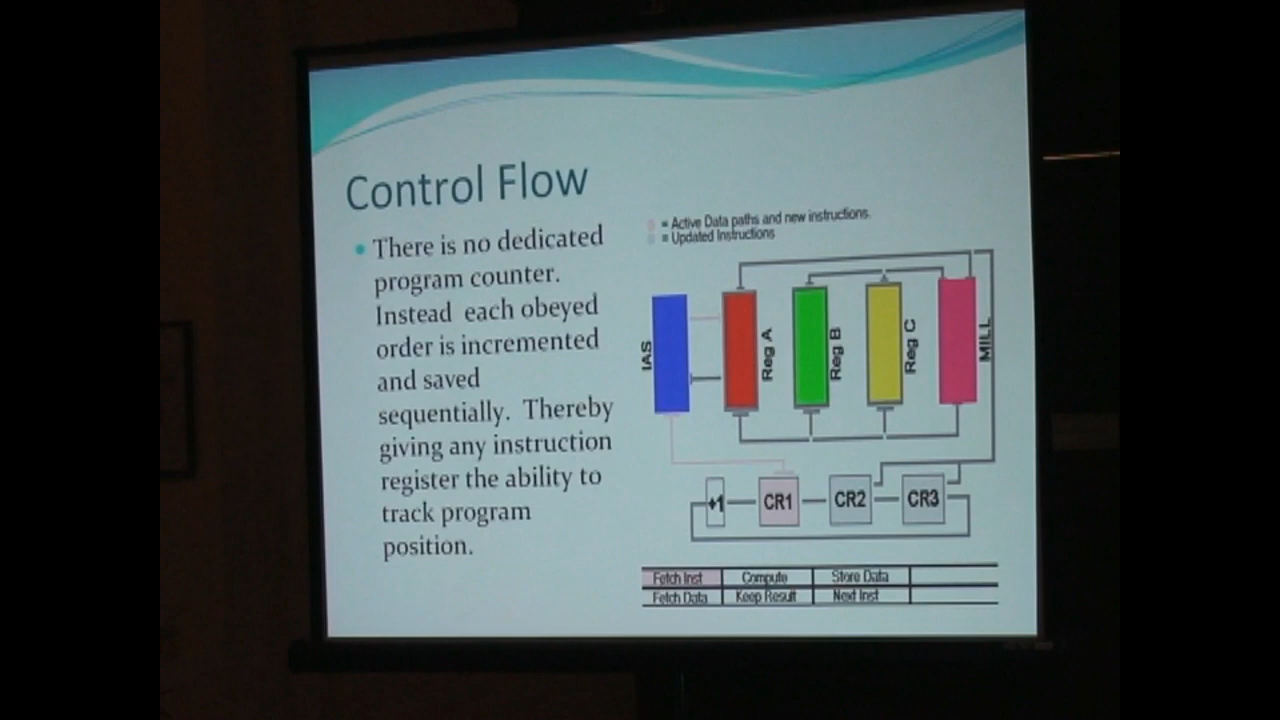 Control Flow
There is no dedicated
program counter.
Instead each obeyed
order is incremented
and saved
sequentially. Thereby
giving any instruction
register the ability to
track program
position.
= Active Data paths and new instructions.
= Updated Instructions
IAS
Reg A
Reg B
Reg C
MILL
+1
CR1
CR2
CR3
Fetch Inst Compute Store Data
Fetch Data Keep Result Next Inst